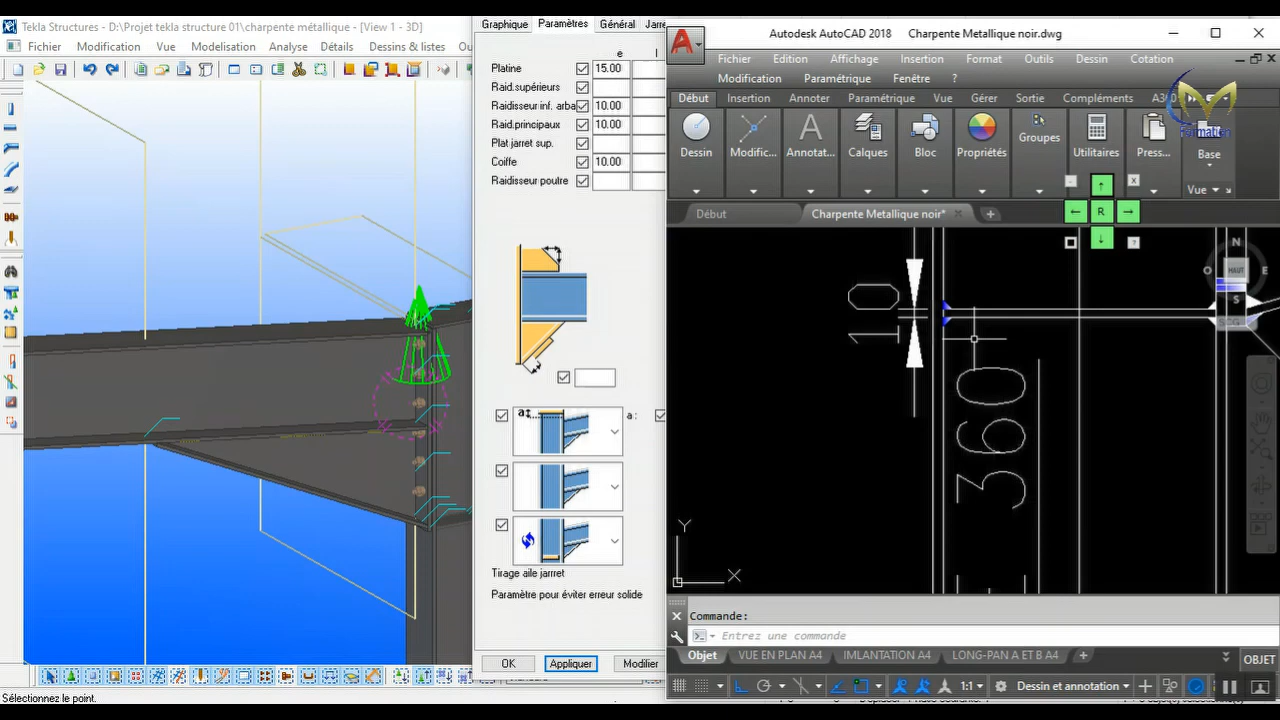 Tekla Structures - D:\Projet tekla structure 01\charpente métallique - [View 1 - 3D]
Fichier Modification Vue Modelisation Analyse Détails Dessins & listes
Graphique Paramètres Général
e
Platine 15.00
Raid.supérieurs
Raidisseur inf. arba 10.00
Raid.principaux 10.00
Plat jarret sup.
Coiffe 10.00
Raidisseur poutre
a
a :
Tirage aile jarrret
Paramètre pour éviter erreur solide
OK Appliquer Modifier
Sélectionnez le point.
Autodesk AutoCAD 2018 Charpente Metallique noir.dwg
Fichier Edition Affichage Insertion Format Outils Dessin Cotation
Modification Paramétrique Fenêtre ?
Début Insertion Annoter Paramétrique Vue Gérer Sortie Compléments
Formation
Dessin Modific... Annotat... Calques Bloc Propriétés Groupes Utilitaires Press... Base
Vue
R
Début Charpente Metallique noir*
N
O HAUT E
S
SCG
10
360
Y
X
Commande:
Entrez une commande
Objet VUE EN PLAN A4 IMLANTATION A4 LONG-PAN A ET B A4
OBJET
1:1 Dessin et annotation